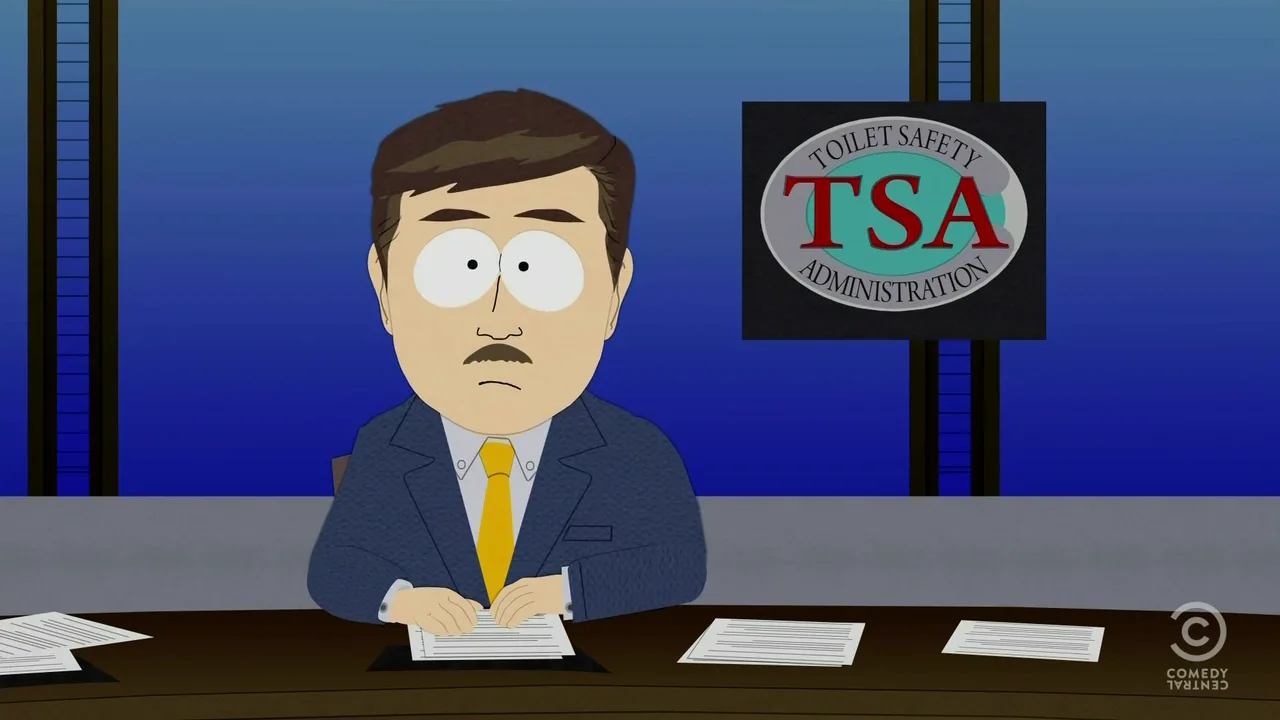 TOILET SAFETY
TSA
ADMINISTRATION
COMEDY
CENTRAL